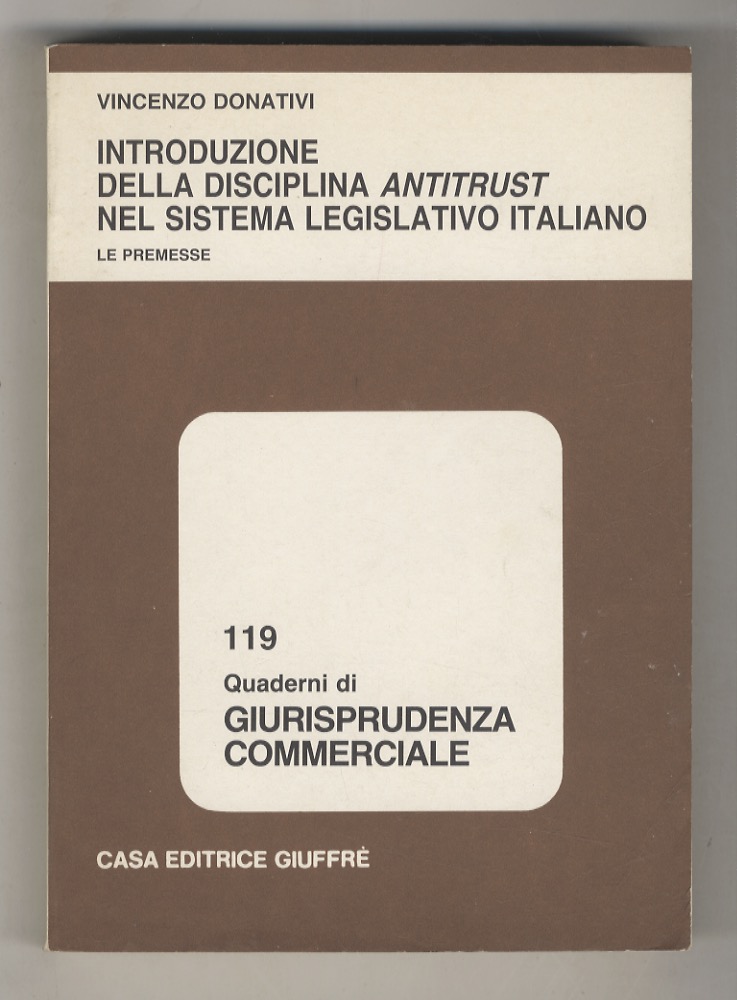 VINCENZO DONATIVI
INTRODUZIONE
DELLA DISCIPLINA ANTITRUST
NEL SISTEMA LEGISLATIVO ITALIANO
LE PREMESSE
119
Quaderni di
GIURISPRUDENZA
COMMERCIALE
CASA EDITRICE GIUFFRÈ